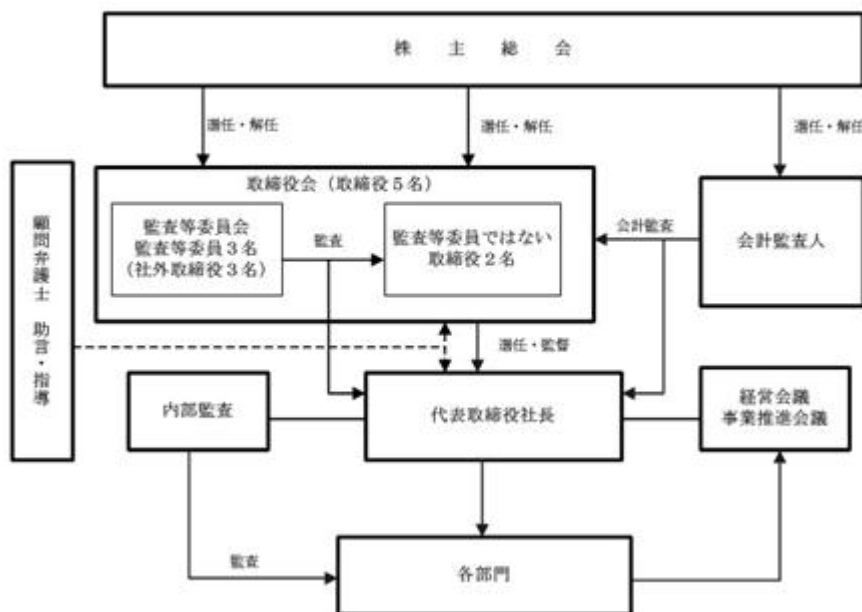 株主総会
選任・解任
選任・解任
選任・解任
取締役会(取締役5名)
監査等委員会
監査等委員3名
(社外取締役3名)
監査
監査等委員ではない
取締役2名
会計監査
会計監査人
顧問弁護士 助言・指導
選任・監督
内部監査
代表取締役社長
経営会議
事業推進会議
監査
各部門